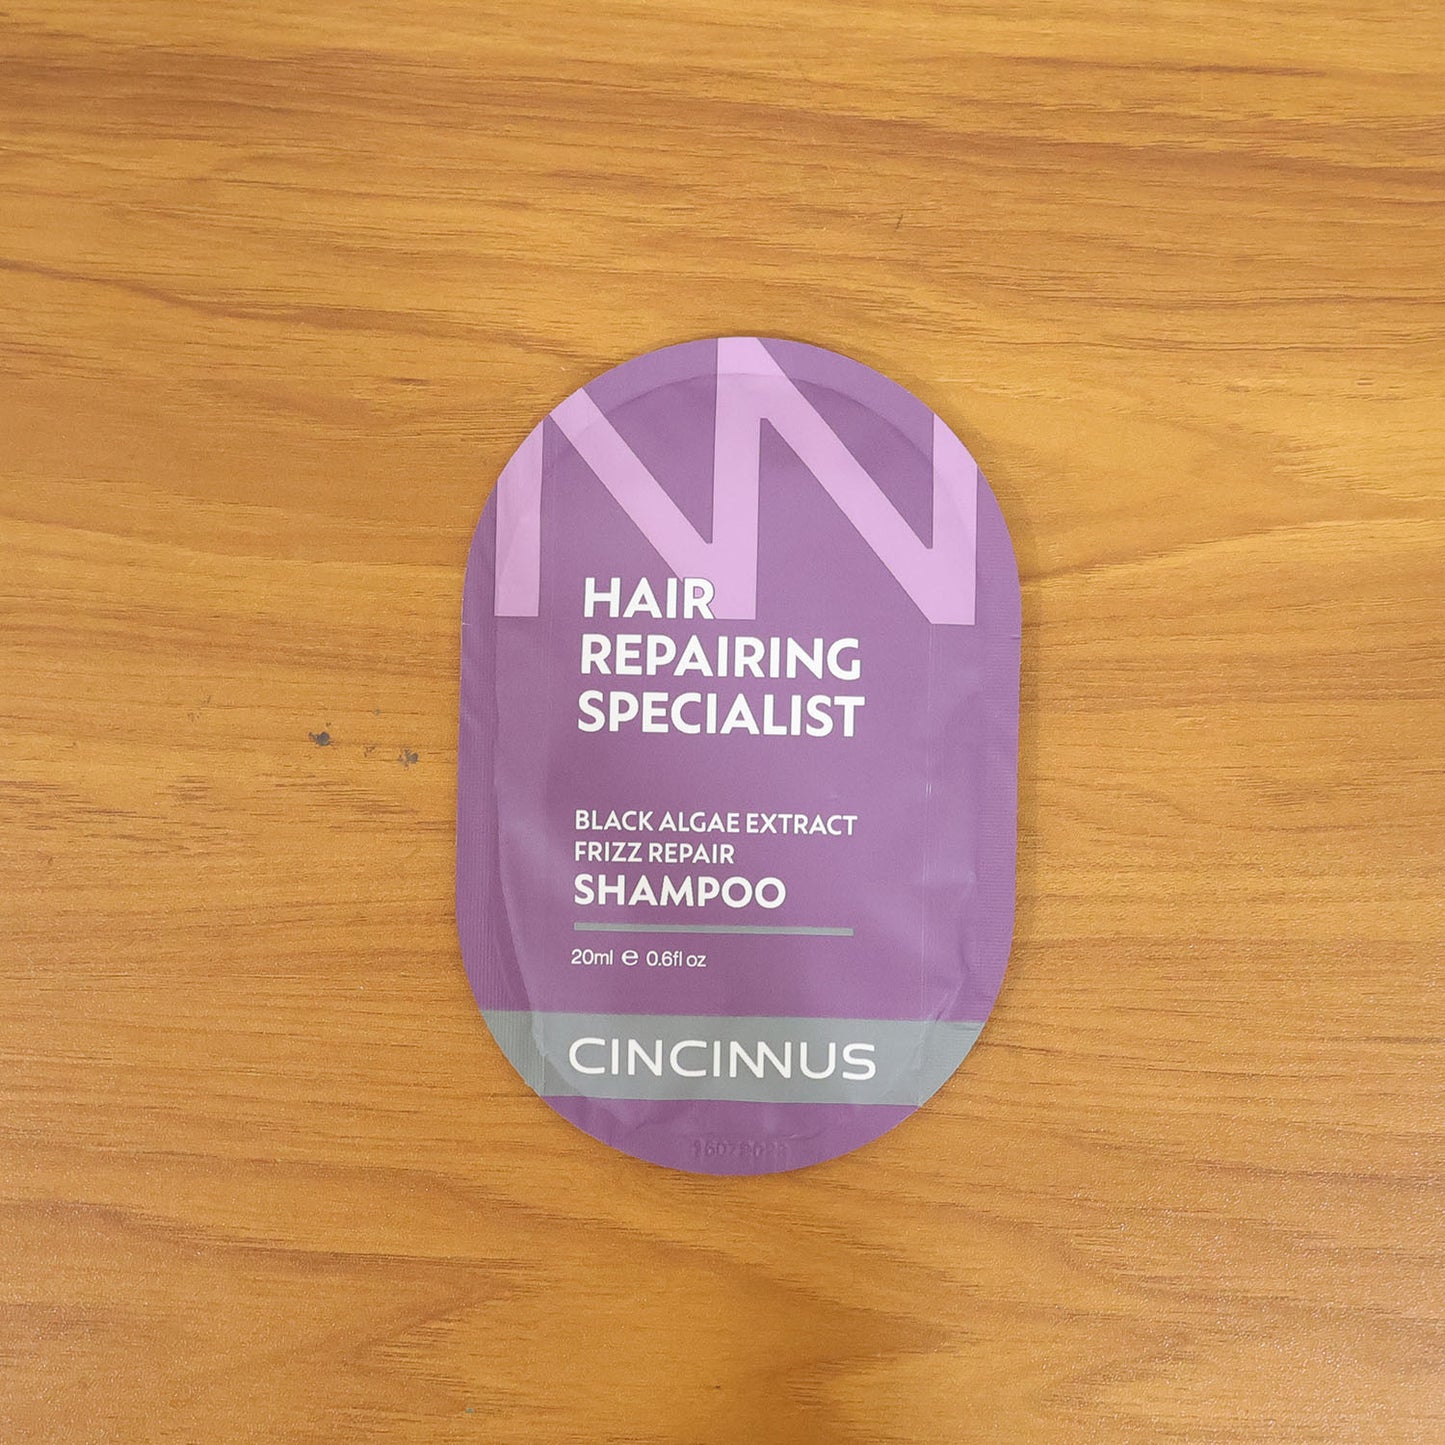 HAIR
REPAIRING
SPECIALIST
BLACK ALGAE EXTRACT
FRIZZ REPAIR
SHAMPOO
20ml ℮ 0.6fl oz
CINCINNUS